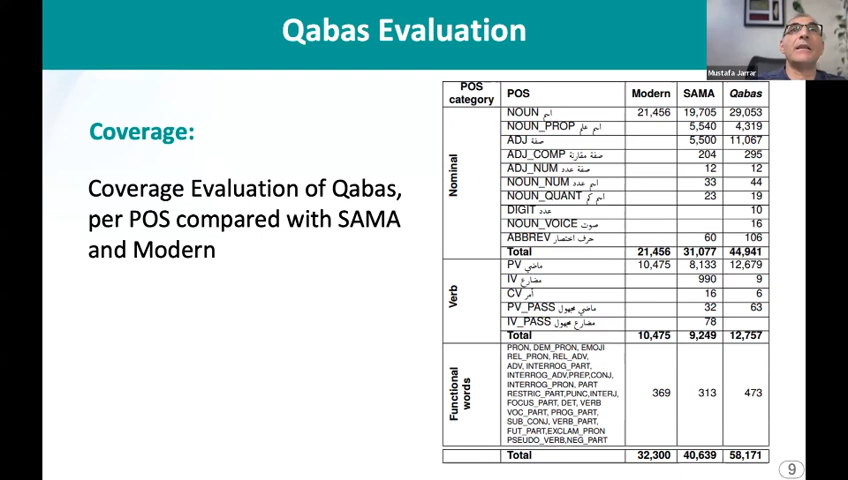 Qabas Evaluation
Mustafa Jarrar
Coverage:
Coverage Evaluation of Qabas,
per POS compared with SAMA
and Modern
POS category POS Modern SAMA Qabas
Nominal
NOUN اسم 21,456 19,705 29,053
NOUN_PROP اسم علم 5,540 4,319
ADJ صفة 5,500 11,067
ADJ_COMP صفة مقارنة 204 295
ADJ_NUM صفة عدد 12 12
NOUN_NUM اسم عدد 33 44
NOUN_QUANT اسم كم 23 19
DIGIT عدد 10
NOUN_VOICE صوت 16
ABBREV حرف اختصار 60 106
Total 21,456 31,077 44,941
Verb
PV ماضي 10,475 8,133 12,679
IV مضارع 990 9
CV أمر 16 6
PV_PASS ماضي مجهول 32 63
IV_PASS مضارع مجهول 78
Total 10,475 9,249 12,757
Functional words
PRON, DEM_PRON, EMOJI
REL_PRON, REL_ADV,
ADV, INTERROG_PART,
INTERROG_ADV,PREP,CONJ,
INTERROG_PRON, PART
RESTRIC_PART,PUNC,INTERJ,
FOCUS_PART, DET, VERB
VOC_PART, PROG_PART,
SUB_CONJ, VERB_PART,
FUT_PART,EXCLAM_PRON
PSEUDO_VERB,NEG_PART
369 313 473
Total 32,300 40,639 58,171
9